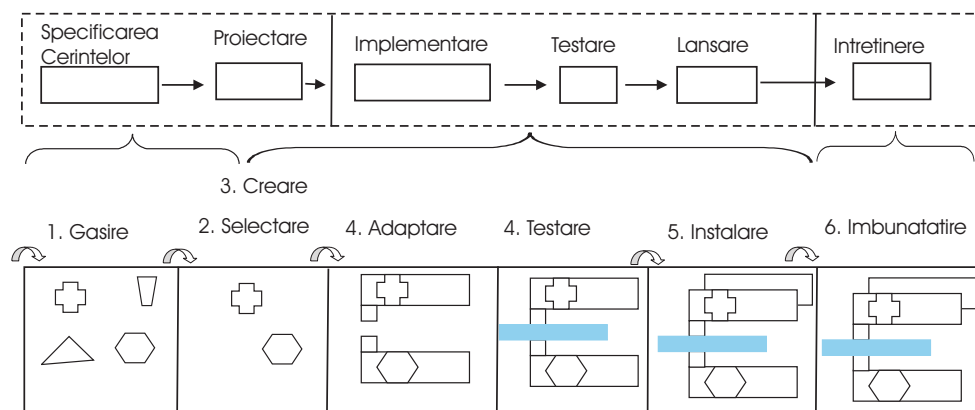 Specificarea
Cerintelor
Proiectare
Implementare
Testare
Lansare
Intretinere
3. Creare
1. Gasire
2. Selectare
4. Adaptare
4. Testare
5. Instalare
6. Imbunatatire